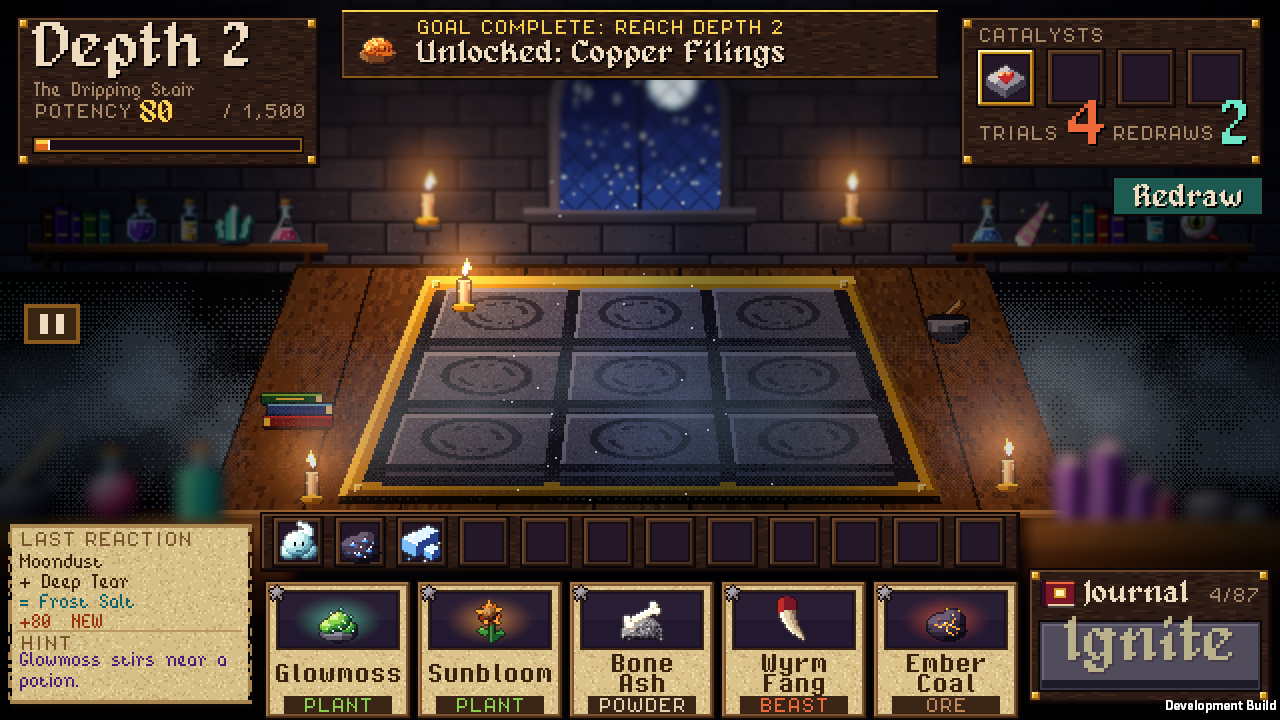 Depth 2
The Dripping Stair
POTENCY 80 / 1,500
GOAL COMPLETE: REACH DEPTH 2
Unlocked: Copper Filings
CATALYSTS
TRIALS 4 REDRAWS 2
Redraw
LAST REACTION
Moondust
+ Deep Tear
= Frost Salt
+80 NEW
HINT
Glowmoss stirs near a
potion.
Glowmoss
PLANT
Sunbloom
PLANT
Bone
Ash
POWDER
Wyrm
Fang
BEAST
Ember
Coal
ORE
Journal 4/87
Ignite
Development Build